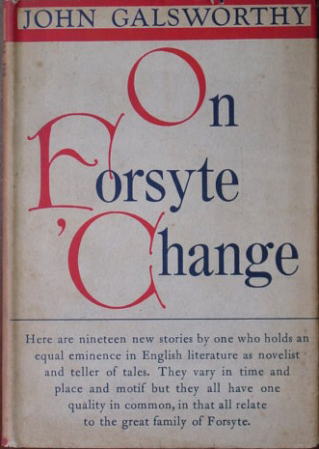 JOHN GALSWORTHY
On
Forsyte
'Change
Here are nineteen new stories by one who holds an
equal eminence in English literature as novelist
and teller of tales. They vary in time and
place and motif but they all have one
quality in common, in that all relate
to the great family of Forsyte.